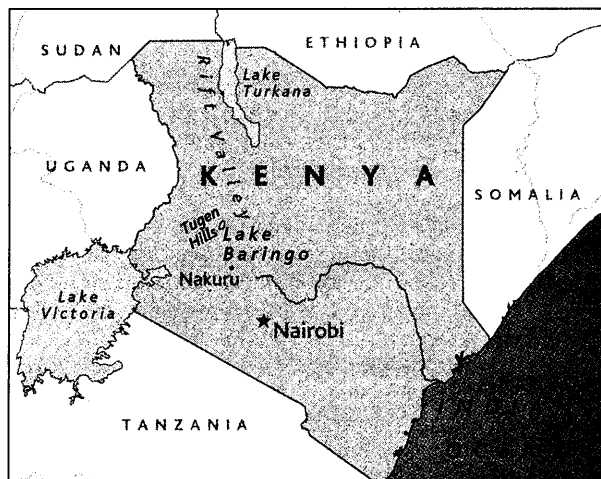 SUDAN
ETHIOPIA
Rift Valley
Lake
Turkana
UGANDA
KENYA
SOMALIA
Tugen
Hills
Lake
Baringo
Nakuru
Lake
Victoria
Nairobi
TANZANIA